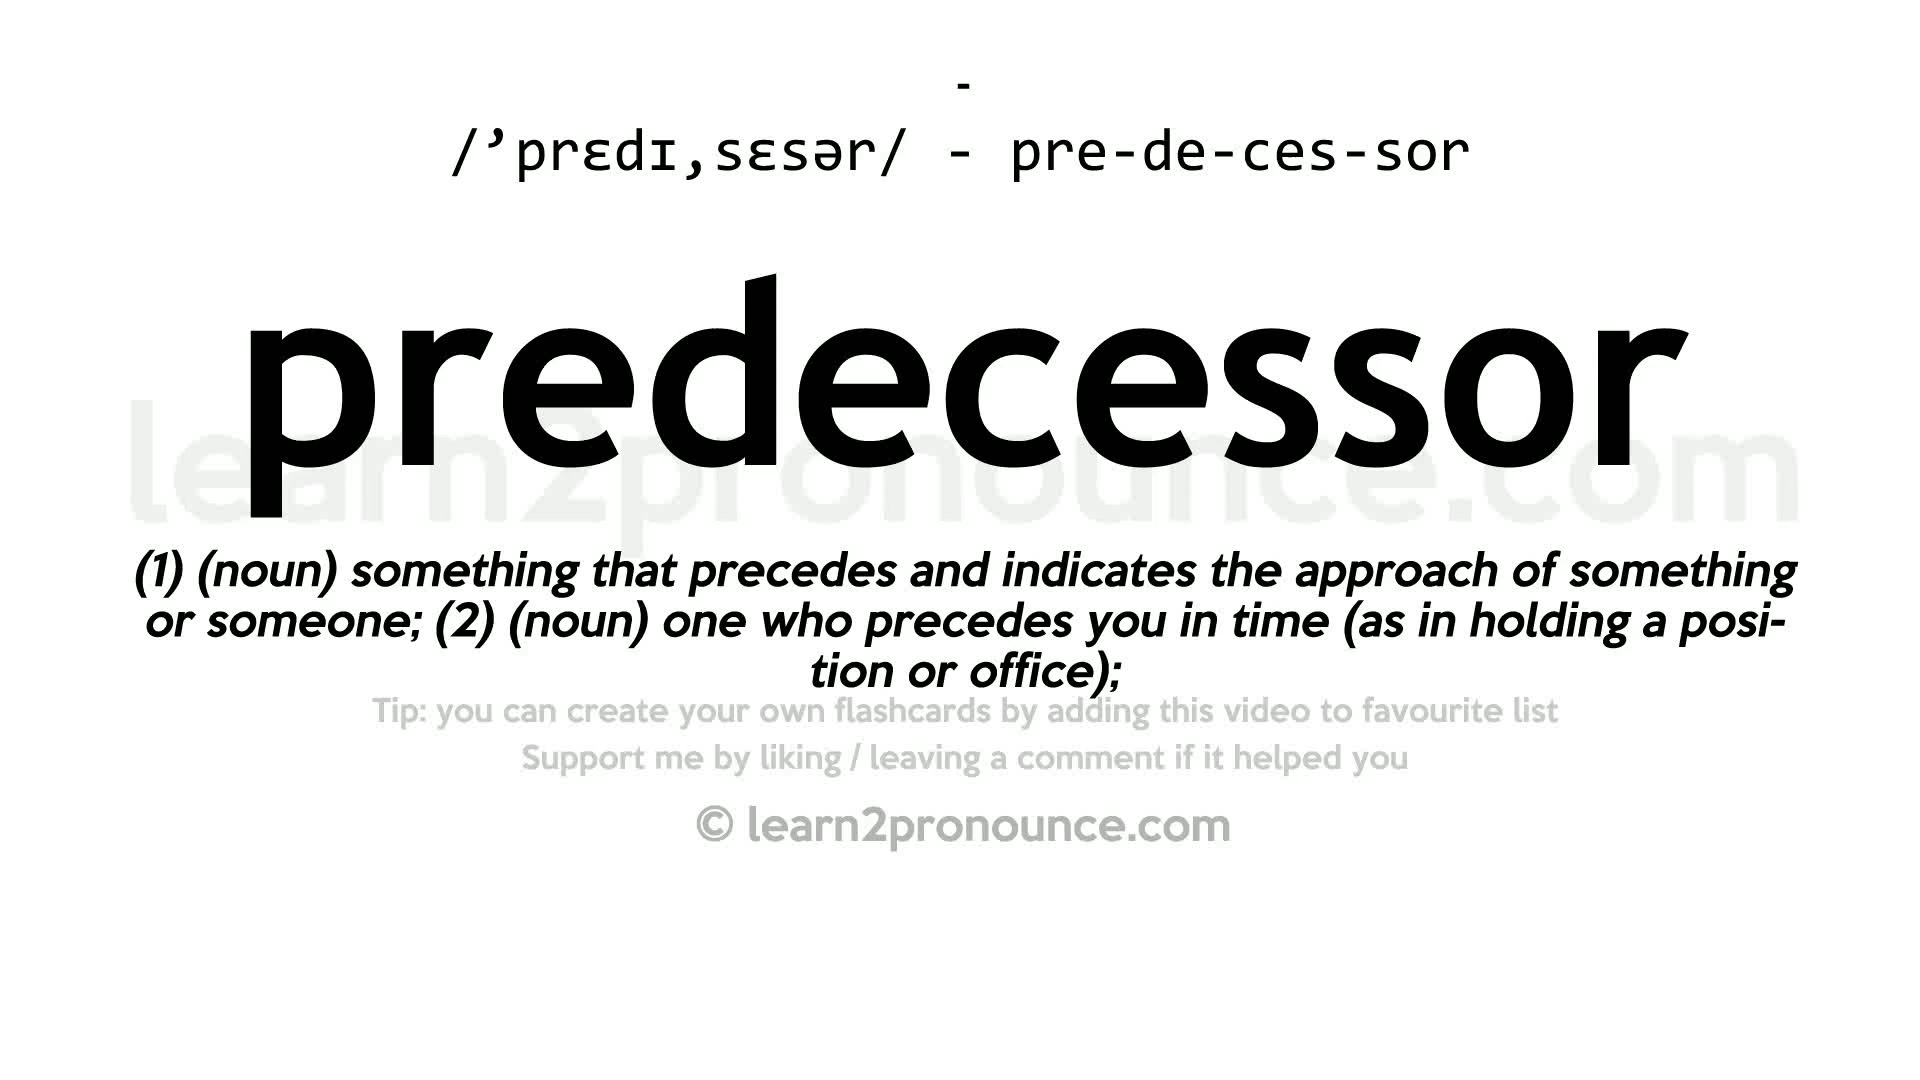 -
/’prɛdɪ,sɛsər/ - pre-de-ces-sor
predecessor
learn2pronounce.com
(1) (noun) something that precedes and indicates the approach of something
or someone; (2) (noun) one who precedes you in time (as in holding a posi-
tion or office);
Tip: you can create your own flashcards by adding this video to favourite list
Support me by liking / leaving a comment if it helped you
© learn2pronounce.com